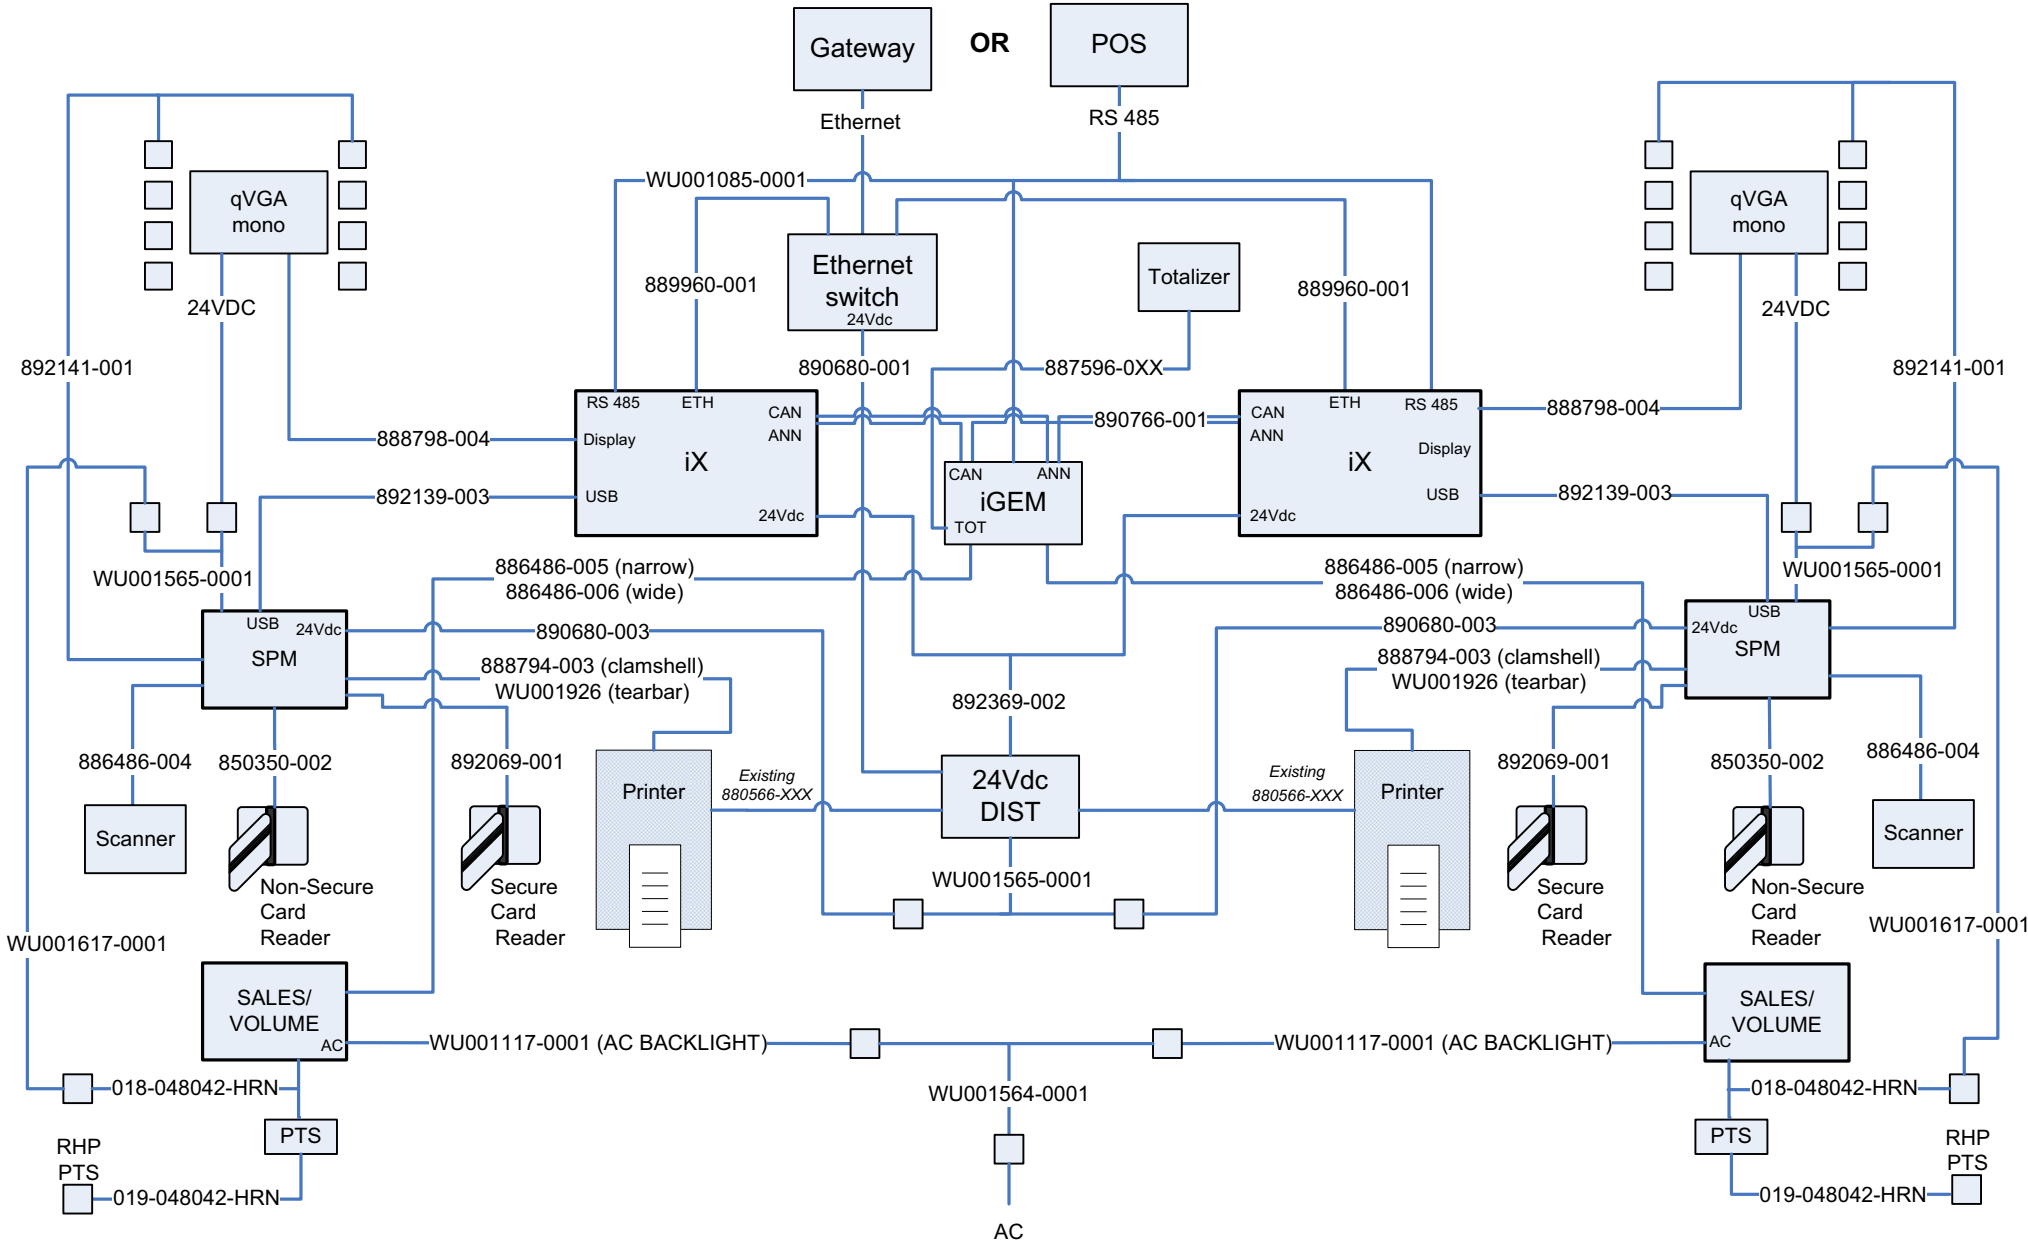 Gateway
OR
POS
Ethernet
RS 485
WU001085-0001
qVGA
mono
qVGA
mono
Ethernet
switch
24Vdc
Totalizer
889960-001
889960-001
24VDC
24VDC
892141-001
890680-001
887596-0XX
892141-001
RS 485
ETH
CAN
ANN
Display
iX
USB
24Vdc
CAN
ANN
ETH
RS 485
Display
iX
USB
24Vdc
888798-004
890766-001
888798-004
CAN
ANN
iGEM
TOT
892139-003
892139-003
WU001565-0001
886486-005 (narrow)
886486-006 (wide)
886486-005 (narrow)
886486-006 (wide)
WU001565-0001
USB
24Vdc
SPM
890680-003
890680-003
USB
24Vdc
SPM
888794-003 (clamshell)
WU001926 (tearbar)
888794-003 (clamshell)
WU001926 (tearbar)
892369-002
886486-004
850350-002
892069-001
892069-001
850350-002
886486-004
Printer
Existing
880566-XXX
24Vdc
DIST
Existing
880566-XXX
Printer
Scanner
Scanner
Non-Secure
Card
Reader
Secure
Card
Reader
WU001565-0001
Secure
Card
Reader
Non-Secure
Card
Reader
WU001617-0001
WU001617-0001
SALES/
VOLUME
AC
WU001117-0001 (AC BACKLIGHT)
WU001117-0001 (AC BACKLIGHT)
SALES/
VOLUME
AC
018-048042-HRN
WU001564-0001
018-048042-HRN
PTS
PTS
RHP
PTS
RHP
PTS
019-048042-HRN
019-048042-HRN
AC